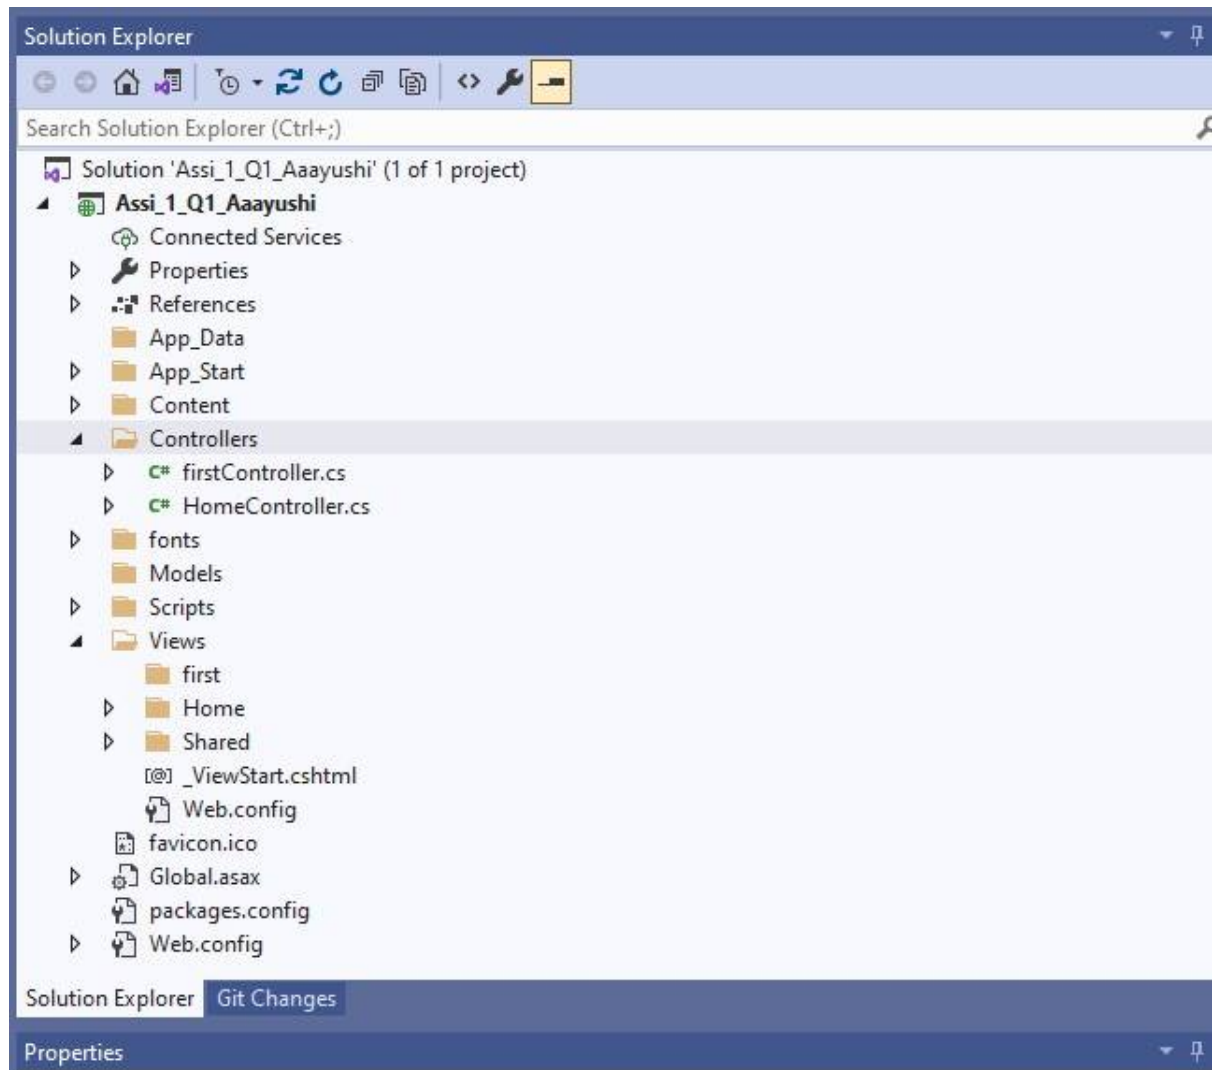 Solution Explorer
Search Solution Explorer (Ctrl+;)
Solution 'Assi_1_Q1_Aaayushi' (1 of 1 project)
Assi_1_Q1_Aaayushi
Connected Services
Properties
References
App_Data
App_Start
Content
Controllers
C# firstController.cs
C# HomeController.cs
fonts
Models
Scripts
Views
first
Home
Shared
[@] _ViewStart.cshtml
Web.config
favicon.ico
Global.asax
packages.config
Web.config
Solution Explorer Git Changes
Properties